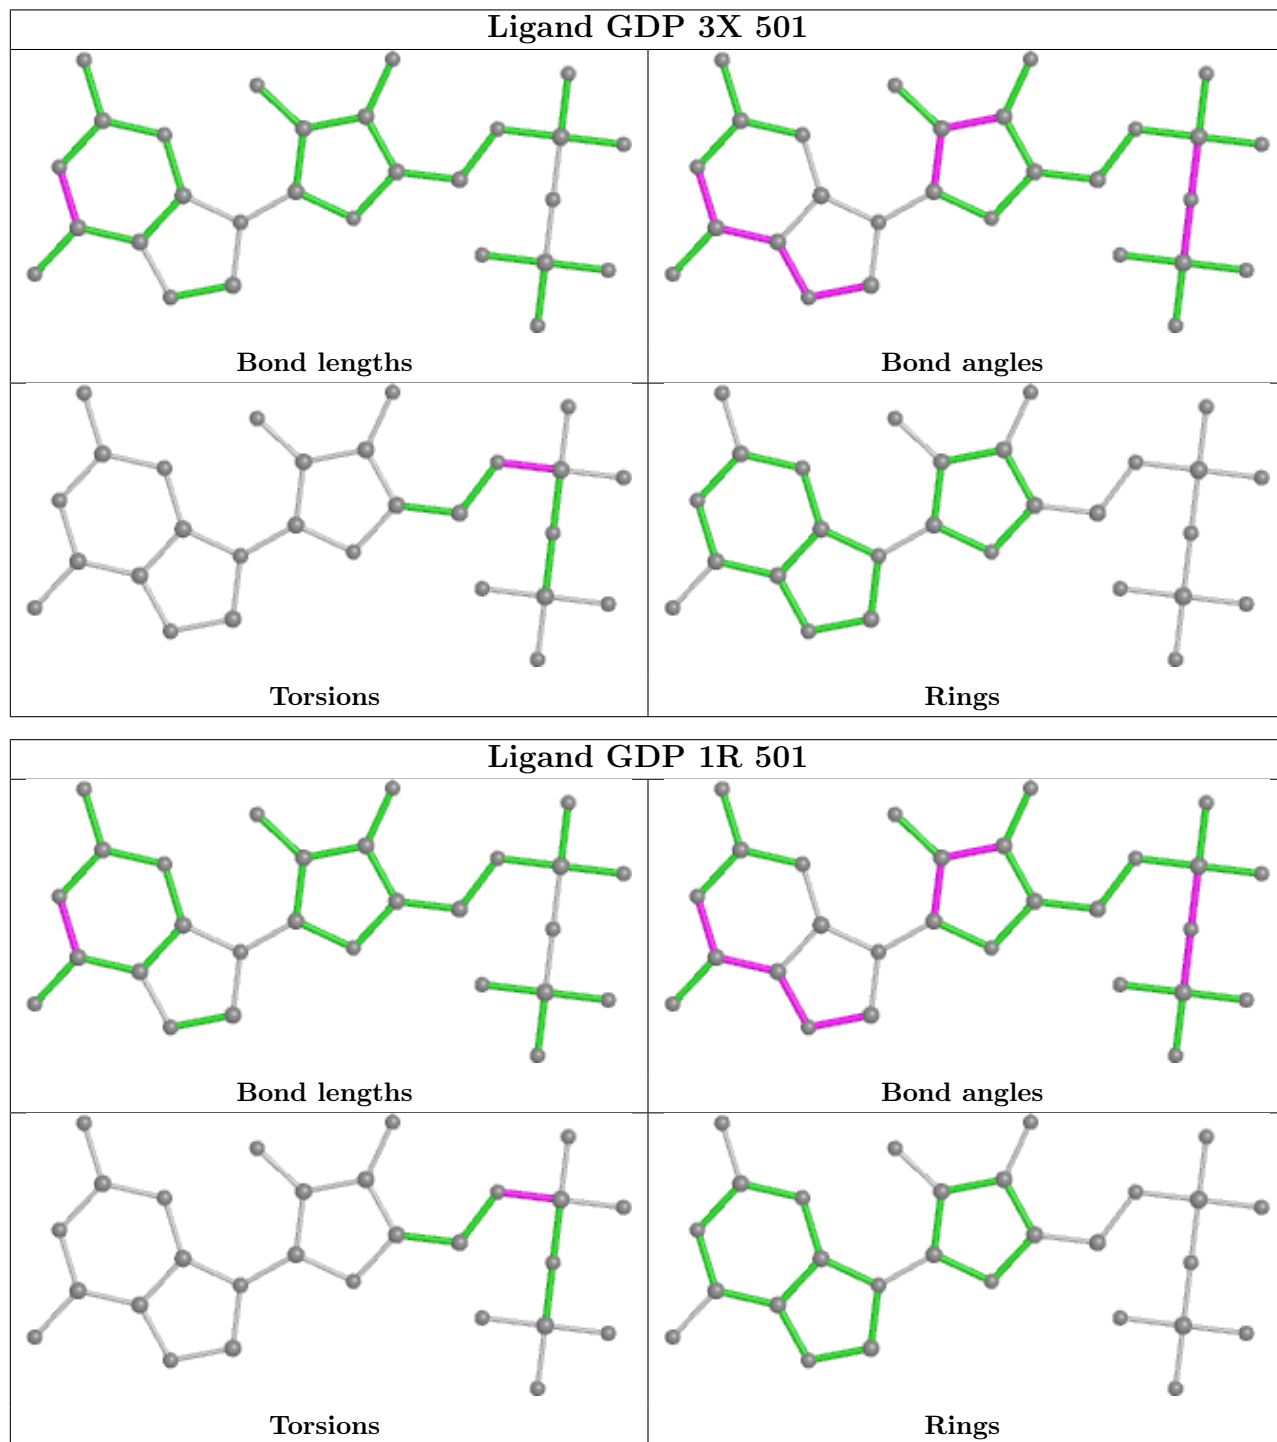 Ligand GDP 3X 501
Bond lengths
Bond angles
Torsions
Rings
Ligand GDP 1R 501
Bond lengths
Bond angles
Torsions
Rings